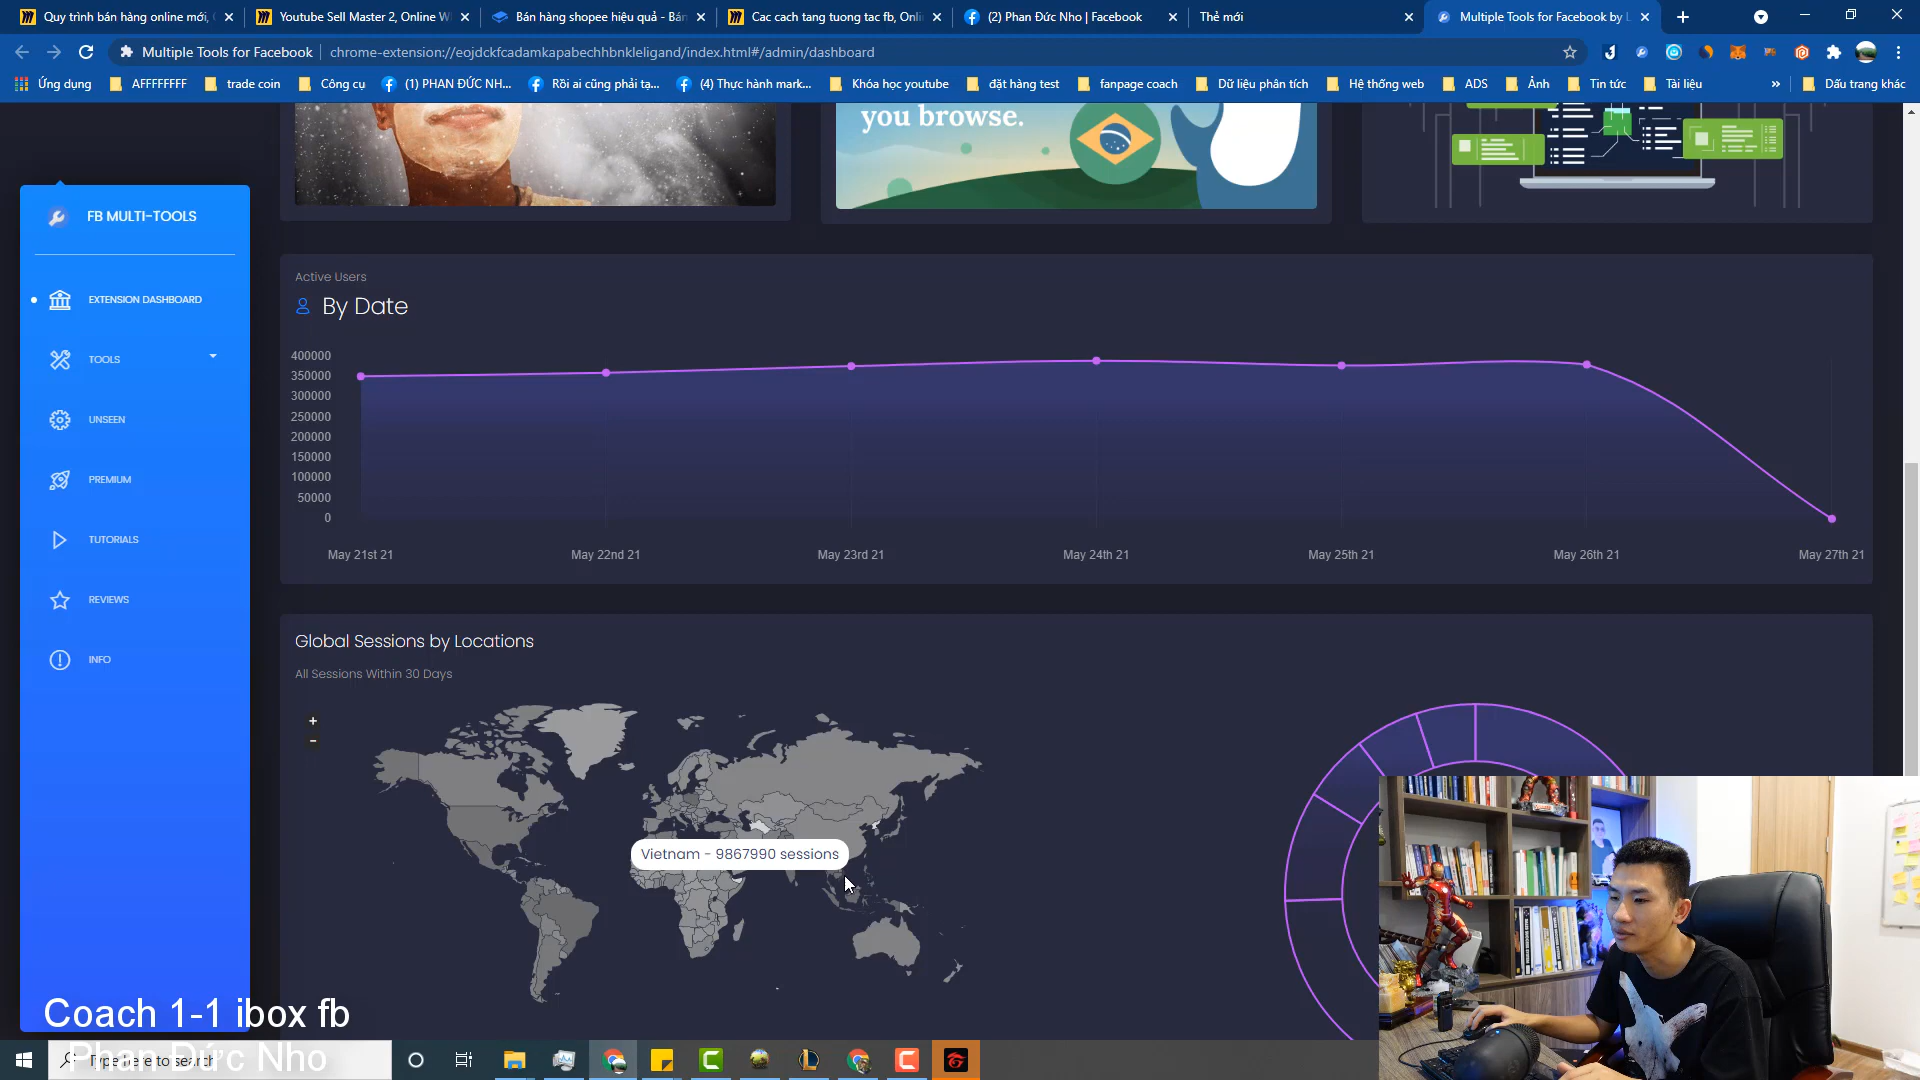 Quy trình bán hàng online mới,
Youtube Sell Master 2, Online W
Bán hàng shopee hiệu quả - Bán
Cac cach tang tuong tac fb, Onli
(2) Phan Đức Nho | Facebook
Thẻ mới
Multiple Tools for Facebook by L
Multiple Tools for Facebook
chrome-extension://eojdckfcadamkapabechhbnkleligand/index.html#/admin/dashboard
Ứng dụng
AFFFFFFFF
trade coin
Công cụ
(1) PHAN ĐỨC NH...
Rồi ai cũng phải tạ...
(4) Thực hành mark...
Khóa học youtube
đặt hàng test
fanpage coach
Dữ liệu phân tích
Hệ thống web
ADS
Ảnh
Tin tức
Tài liệu
»
Dấu trang khác
you browse.
FB MULTI-TOOLS
EXTENSION DASHBOARD
TOOLS
UNSEEN
PREMIUM
TUTORIALS
REVIEWS
INFO
Active Users
By Date
400000
350000
300000
250000
200000
150000
100000
50000
0
May 21st 21
May 22nd 21
May 23rd 21
May 24th 21
May 25th 21
May 26th 21
May 27th 21
Global Sessions by Locations
All Sessions Within 30 Days
+
-
Vietnam - 9867990 sessions
Coach 1-1 ibox fb
Phan Đức Nho
Type here to search